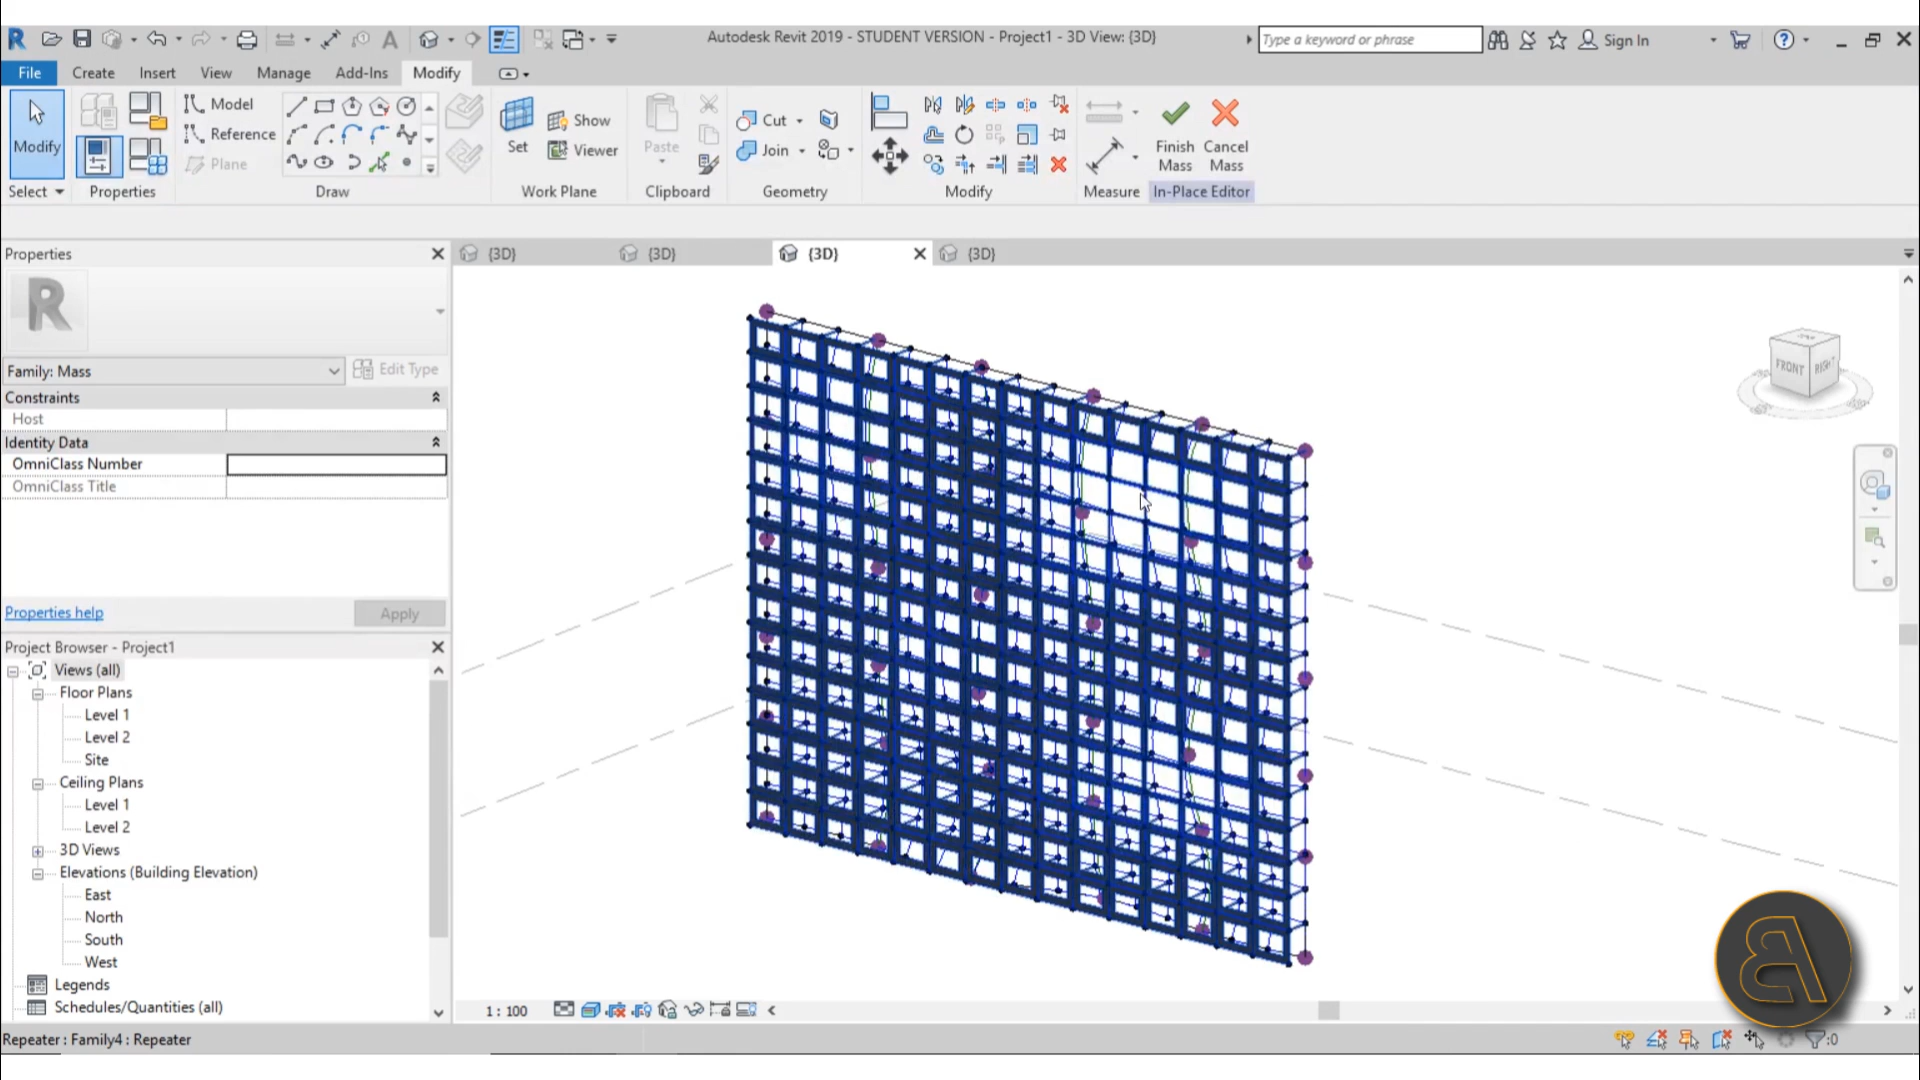 Autodesk Revit 2019 - STUDENT VERSION - Project1 - 3D View: {3D}
Type a keyword or phrase
Sign In
File Create Insert View Manage Add-Ins Modify
Modify
Model
Reference
Plane
Set
Show
Viewer
Paste
Cut
Join
Finish Mass
Cancel Mass
Select Properties Draw Work Plane Clipboard Geometry Modify Measure In-Place Editor
Properties
{3D} {3D} {3D} {3D}
R
Family: Mass
Edit Type
Constraints
Host
Identity Data
OmniClass Number
OmniClass Title
Properties help
Apply
FRONT RIGHT
Project Browser - Project1
Views (all)
Floor Plans
Level 1
Level 2
Site
Ceiling Plans
Level 1
Level 2
3D Views
Elevations (Building Elevation)
East
North
South
West
Legends
Schedules/Quantities (all)
1 : 100
Repeater : Family4 : Repeater
:0